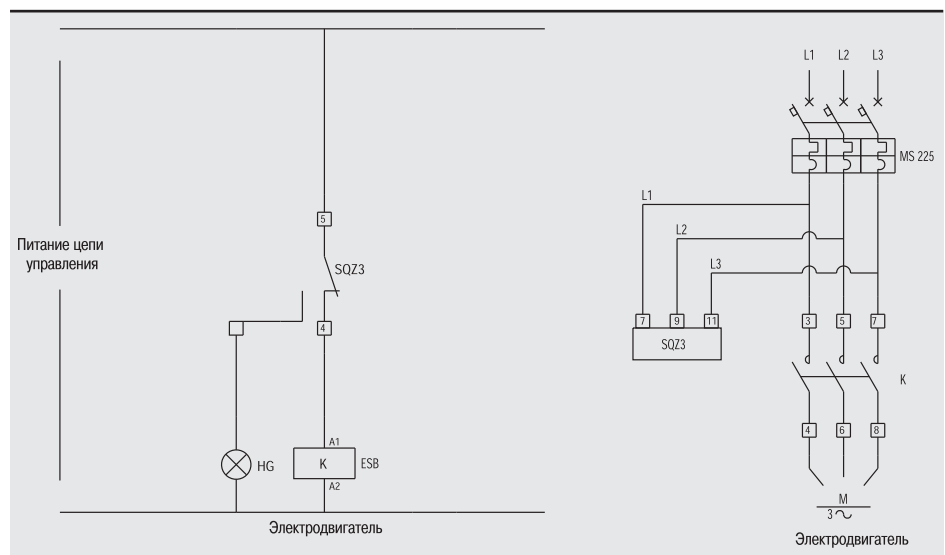 L1 L2 L3
MS 225
L1
L2
L3
5
Питание цепи
управления
SQZ3
4
7 9 11 3 5 7
SQZ3
K
4 6 8
A1
HG K ESB
A2
M
3
Электродвигатель
Электродвигатель